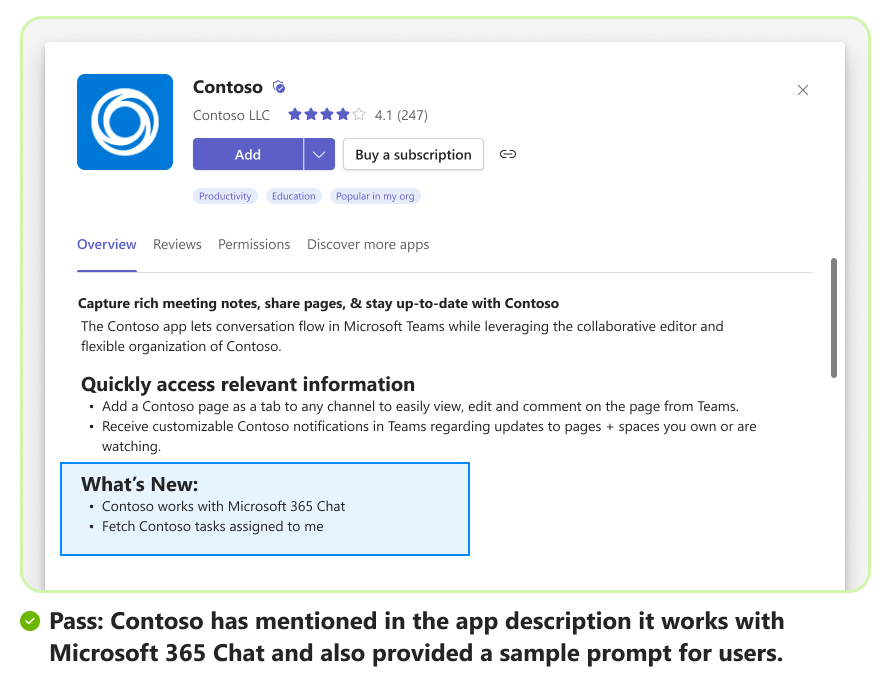 Contoso
Contoso LLC 4.1 (247)
Add
Buy a subscription
Productivity Education Popular in my org
Overview Reviews Permissions Discover more apps
Capture rich meeting notes, share pages, & stay up-to-date with Contoso
The Contoso app lets conversation flow in Microsoft Teams while leveraging the collaborative editor and
flexible organization of Contoso.
Quickly access relevant information
• Add a Contoso page as a tab to any channel to easily view, edit and comment on the page from Teams.
• Receive customizable Contoso notifications in Teams regarding updates to pages + spaces you own or are
watching.
What’s New:
• Contoso works with Microsoft 365 Chat
• Fetch Contoso tasks assigned to me
Pass: Contoso has mentioned in the app description it works with
Microsoft 365 Chat and also provided a sample prompt for users.